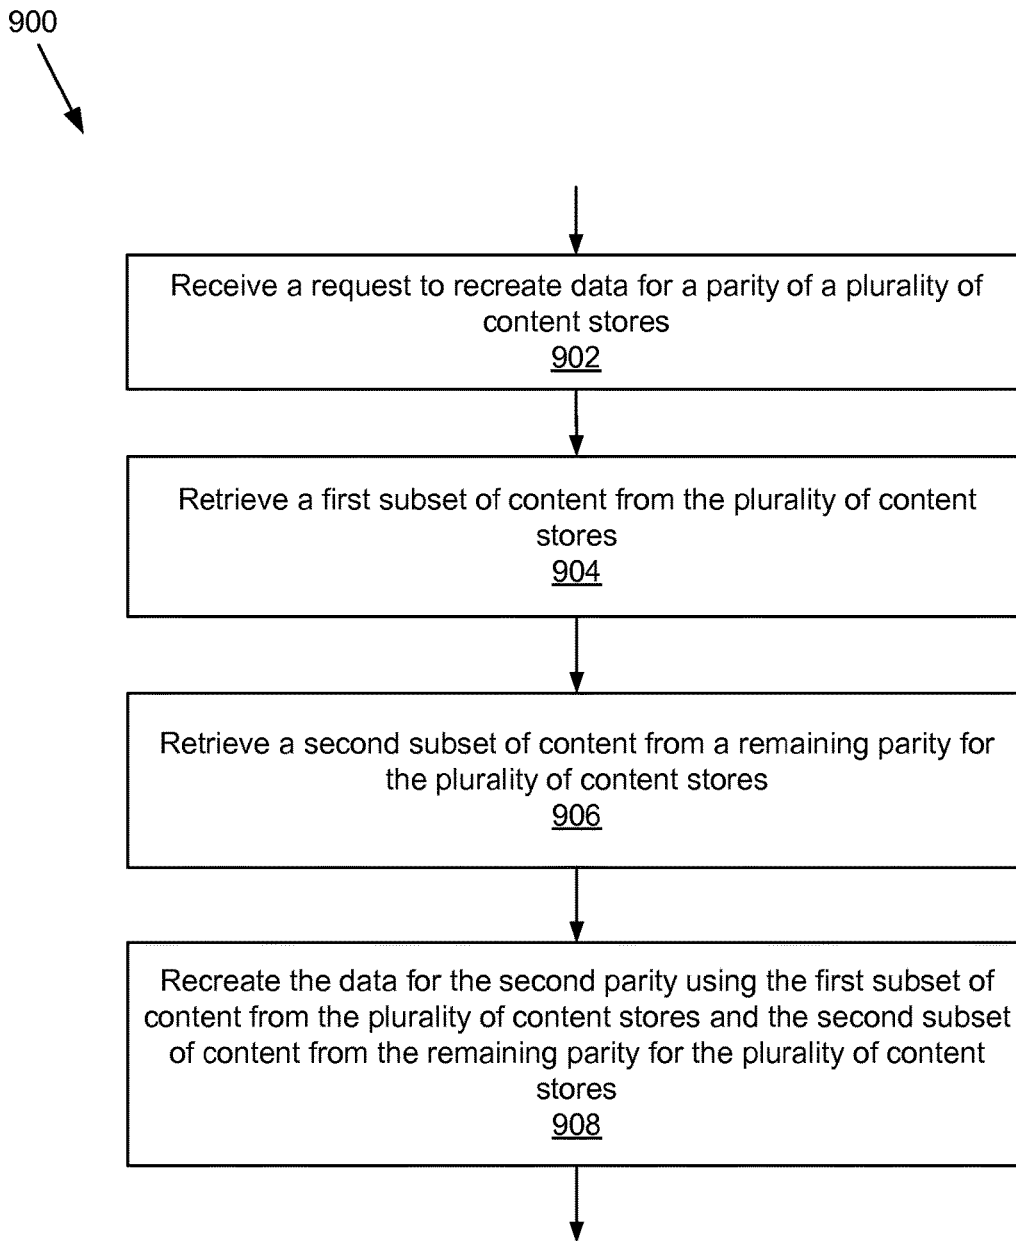 900
Receive a request to recreate data for a parity of a plurality of
content stores
902
Retrieve a first subset of content from the plurality of content
stores
904
Retrieve a second subset of content from a remaining parity for
the plurality of content stores
906
Recreate the data for the second parity using the first subset of
content from the plurality of content stores and the second subset
of content from the remaining parity for the plurality of content
stores
908